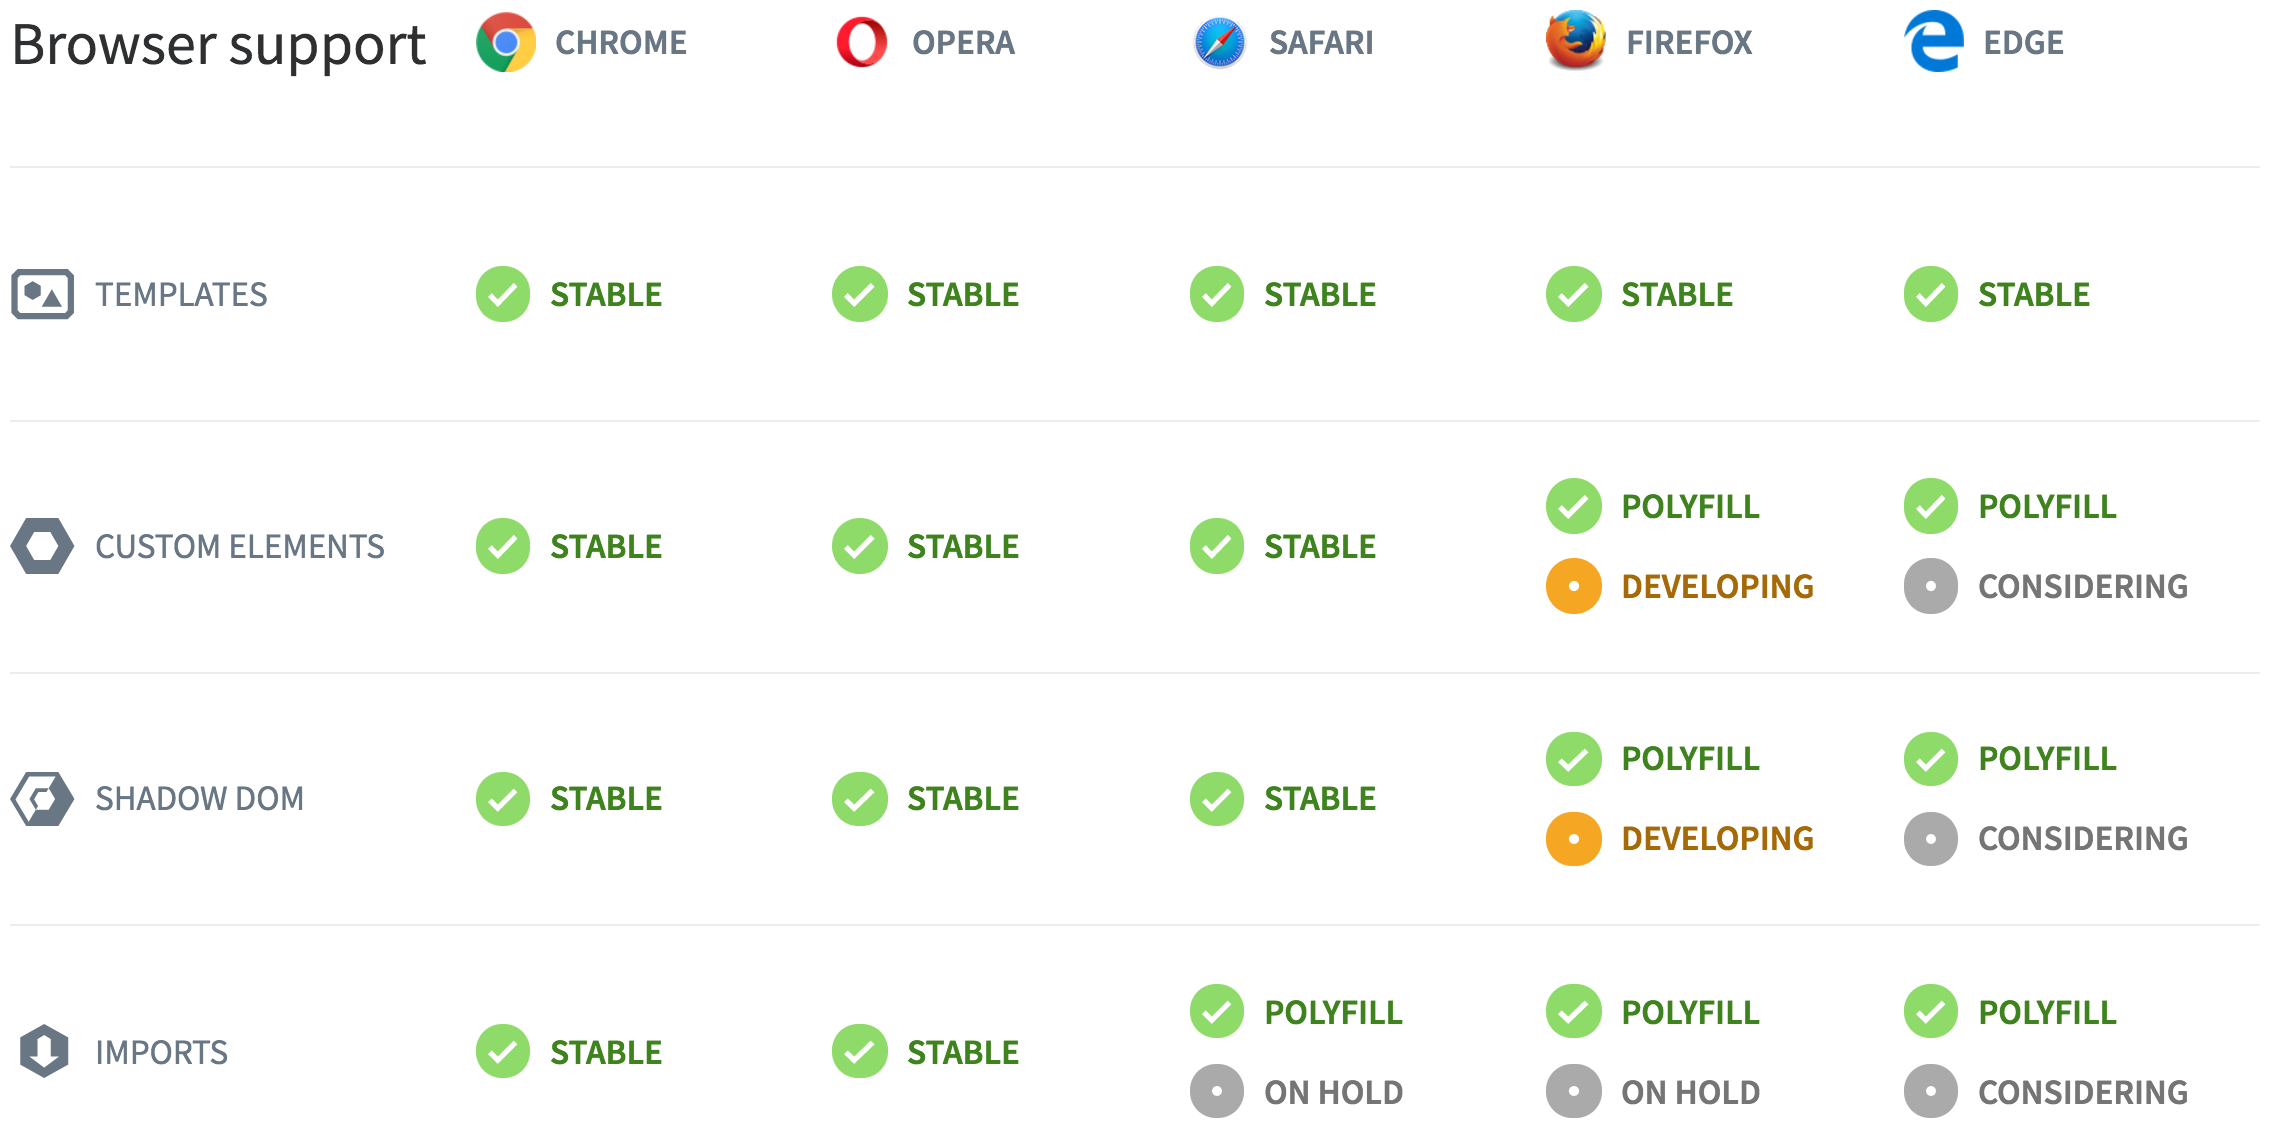 Browser support CHROME OPERA SAFARI FIREFOX EDGE
TEMPLATES STABLE STABLE STABLE STABLE STABLE
CUSTOM ELEMENTS STABLE STABLE STABLE POLYFILL POLYFILL
DEVELOPING CONSIDERING
SHADOW DOM STABLE STABLE STABLE POLYFILL POLYFILL
DEVELOPING CONSIDERING
IMPORTS STABLE STABLE POLYFILL POLYFILL POLYFILL
ON HOLD ON HOLD CONSIDERING